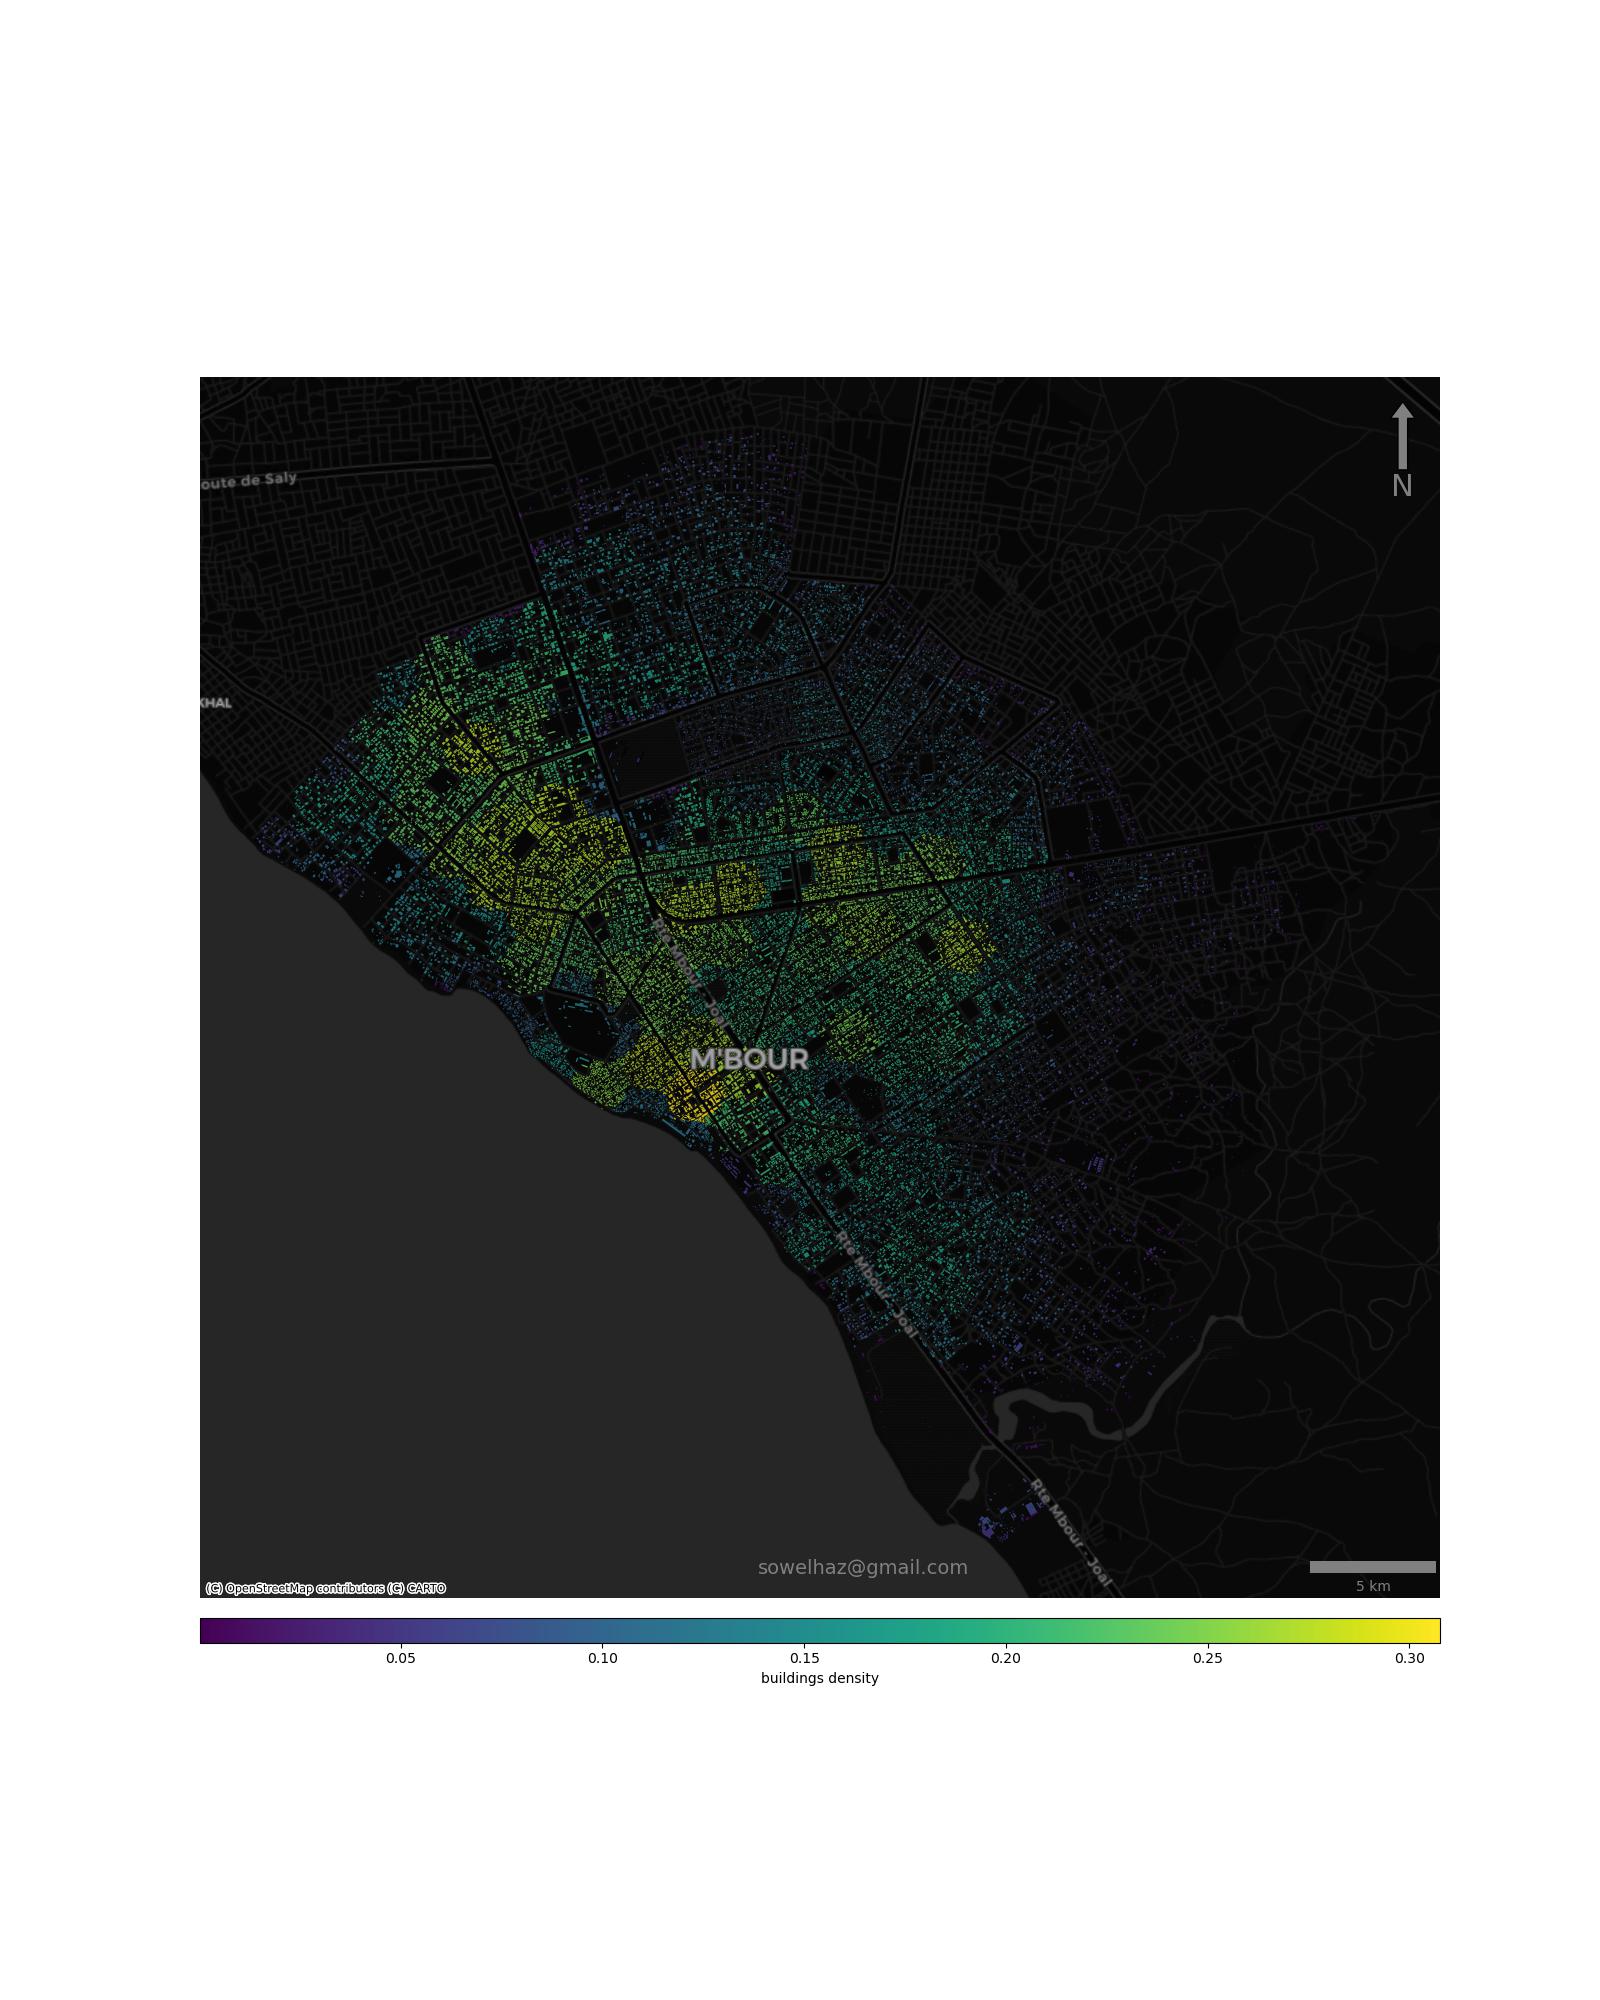 oute de Saly
N
KHAL
Rte Mbour - Joal
M'BOUR
Rte Mbour - Joal
Rte Mbour - Joal
sowelhaz@gmail.com
5 km
(C) OpenStreetMap contributors (C) CARTO
0.05 0.10 0.15 0.20 0.25 0.30
buildings density